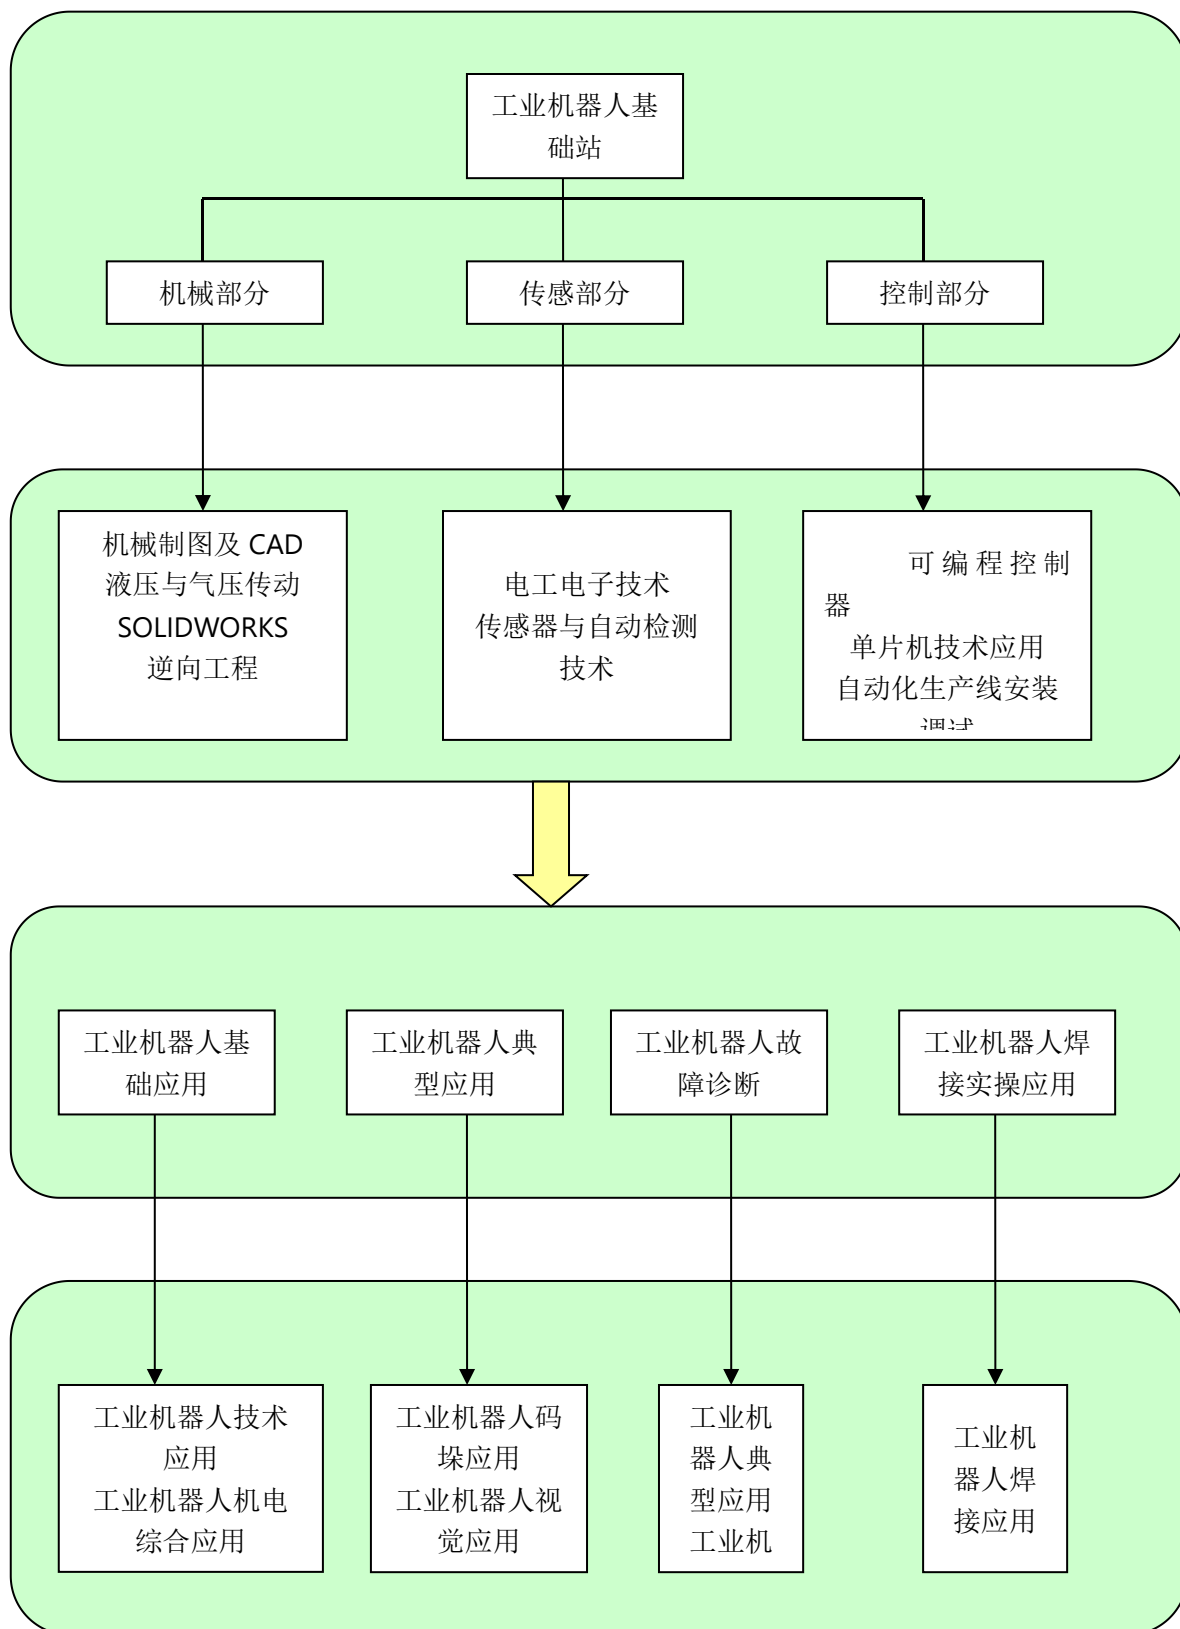 工业机器人基
础站
机械部分
传感部分
控制部分
机械制图及 CAD
液压与气压传动
SOLIDWORKS
逆向工程
电工电子技术
传感器与自动检测
技术
可编程控制
器
单片机技术应用
自动化生产线安装
调试
工业机器人基
础应用
工业机器人典
型应用
工业机器人故
障诊断
工业机器人焊
接实操应用
工业机器人技术
应用
工业机器人机电
综合应用
工业机器人码
垛应用
工业机器人视
觉应用
工业机
器人典
型应用
工业机
工业机
器人焊
接应用